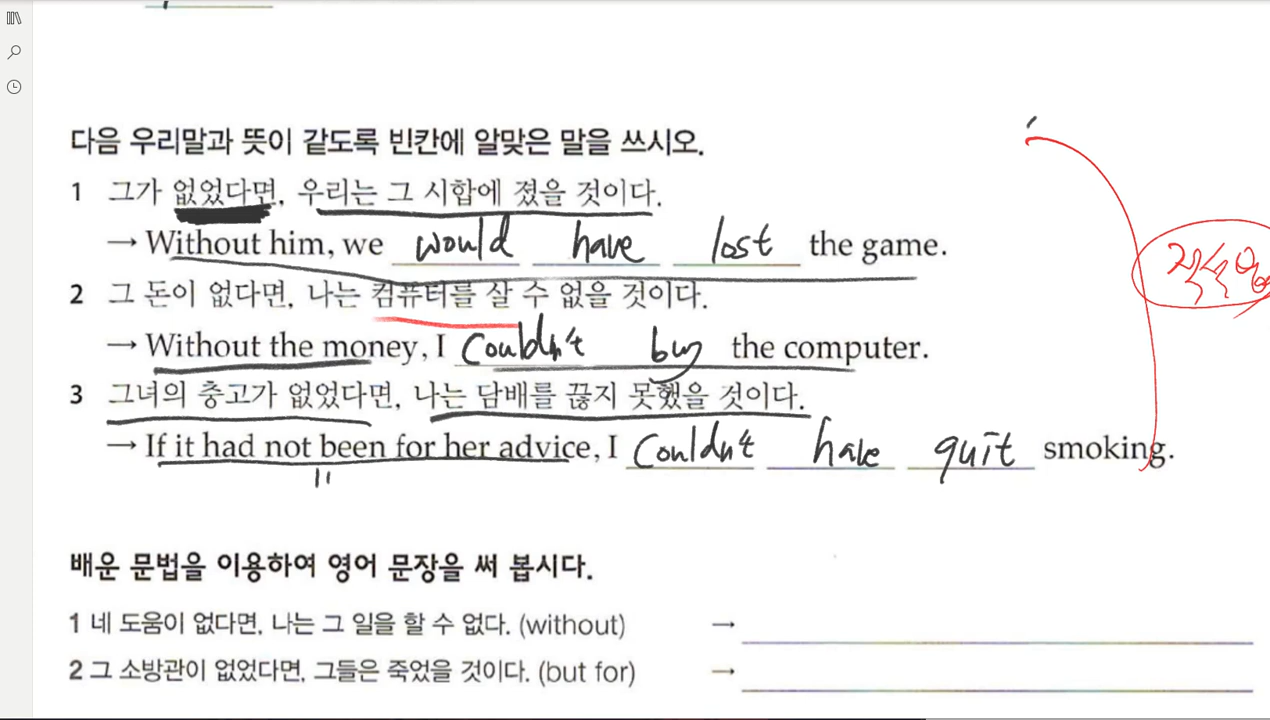 다음 우리말과 뜻이 같도록 빈칸에 알맞은 말을 쓰시오.
1 그가 없었다면, 우리는 그 시합에 졌을 것이다.
→ Without him, we would have lost the game.
2 그 돈이 없다면, 나는 컴퓨터를 살 수 없을 것이다.
→ Without the money, I couldn't buy the computer.
3 그녀의 충고가 없었다면, 나는 담배를 끊지 못했을 것이다.
→ If it had not been for her advice, I couldn't have quit smoking.
배운 문법을 이용하여 영어 문장을 써 봅시다.
1 네 도움이 없다면, 나는 그 일을 할 수 없다. (without) →
2 그 소방관이 없었다면, 그들은 죽었을 것이다. (but for) →